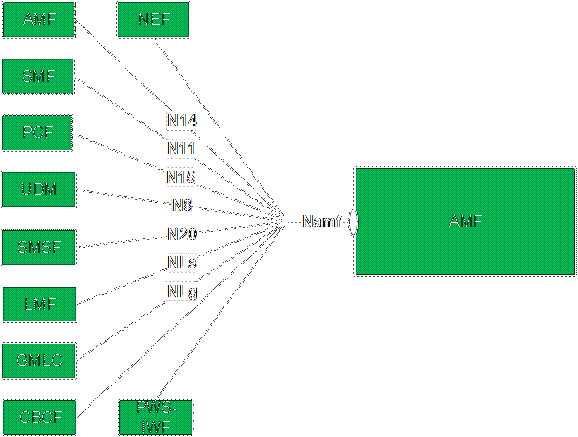 AMF
NEF
SMF
PCF
UDM
SMSF
LMF
GMLC
CBCF
PWS-
IWF
N14
N11
N15
N8
N20
NLs
NLg
Namf
AMF